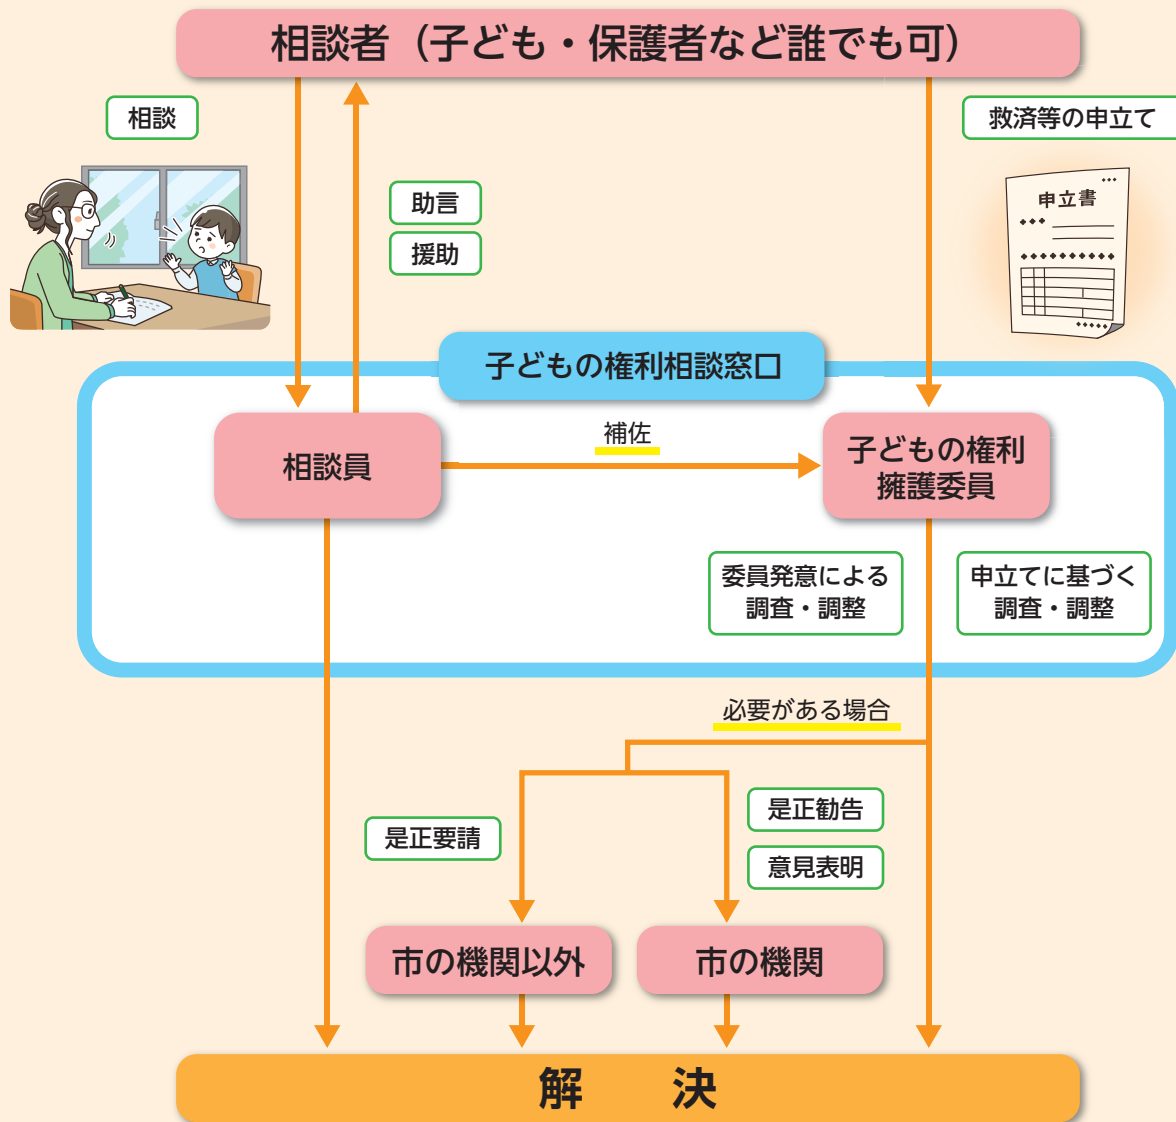 相談者（子ども・保護者など誰でも可）
相談
救済等の申立て
助言
援助
申立書
子どもの権利相談窓口
相談員
補佐
子どもの権利
擁護委員
委員発意による
調査・調整
申立てに基づく
調査・調整
必要がある場合
是正要請
是正勧告
意見表明
市の機関以外
市の機関
解　決